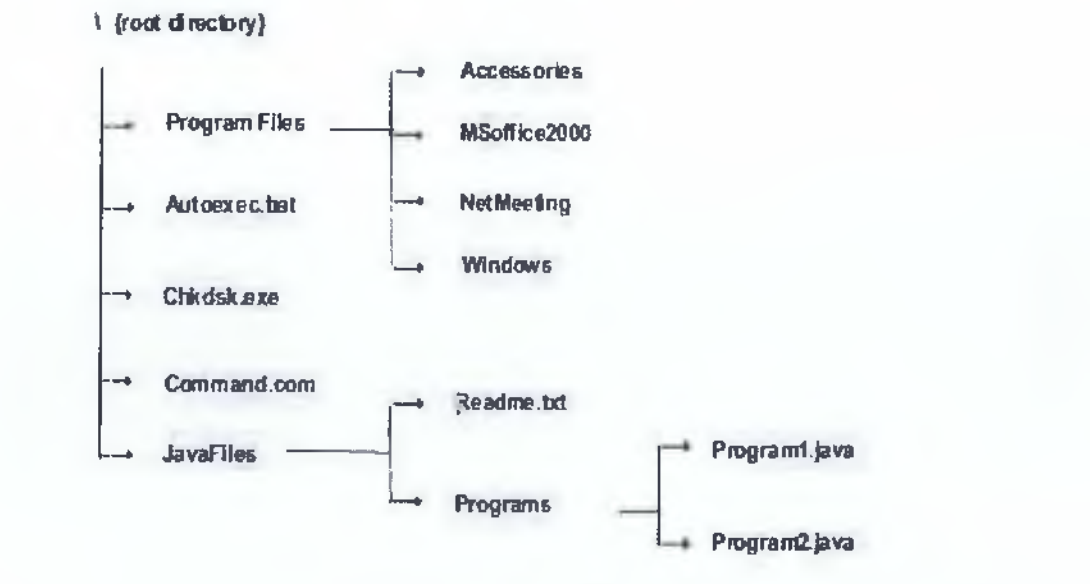 \ {root directory}
Program Files
Accessories
MSoffice2000
NetMeeting
Windows
Autoexec.bat
Chkdsk.exe
Command.com
JavaFiles
Readme.txt
Programs
Program1.java
Program2.java